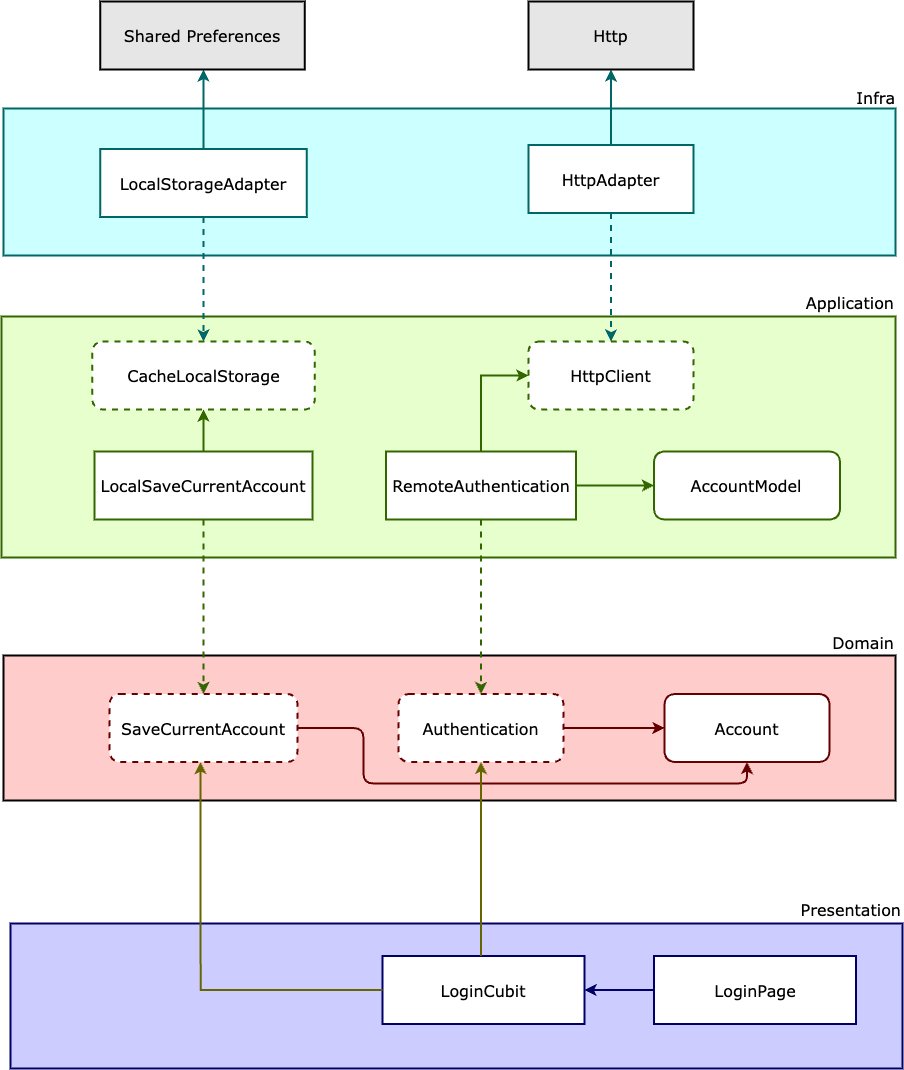 Shared Preferences
Http
Infra
LocalStorageAdapter
HttpAdapter
Application
CacheLocalStorage
HttpClient
LocalSaveCurrentAccount
RemoteAuthentication
AccountModel
Domain
SaveCurrentAccount
Authentication
Account
Presentation
LoginCubit
LoginPage